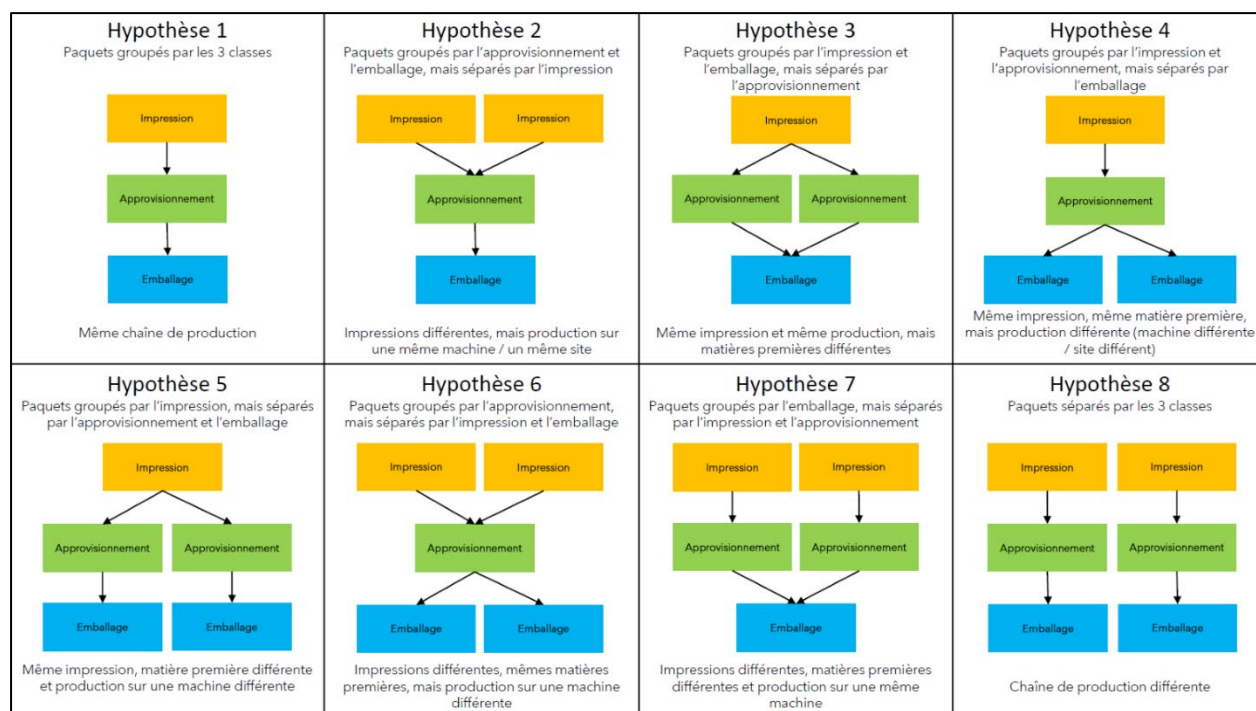 Hypothèse 1
Paquets groupés par les 3 classes
Impression
Approvisionnement
Emballage
Même chaîne de production
Hypothèse 2
Paquets groupés par l'approvisionnement et
l'emballage, mais séparés par l'impression
Impression
Impression
Approvisionnement
Emballage
Impressions différentes, mais production sur
une même machine / un même site
Hypothèse 3
Paquets groupés par l'impression et
l'emballage, mais séparés par
l'approvisionnement
Impression
Approvisionnement
Approvisionnement
Emballage
Même impression et même production, mais
matières premières différentes
Hypothèse 4
Paquets groupés par l'impression et
l'approvisionnement, mais séparés par
l'emballage
Impression
Approvisionnement
Emballage
Emballage
Même impression, même matière première,
mais production différente (machine différente
/ site différent)
Hypothèse 5
Paquets groupés par l'impression, mais séparés
par l'approvisionnement et l'emballage
Impression
Approvisionnement
Approvisionnement
Emballage
Emballage
Même impression, matière première différente
et production sur une machine différente
Hypothèse 6
Paquets groupés par l'approvisionnement,
mais séparés par l'impression et l'emballage
Impression
Impression
Approvisionnement
Emballage
Emballage
Impressions différentes, mêmes matières
premières, mais production sur une machine
différente
Hypothèse 7
Paquets groupés par l'emballage, mais séparés
par l'impression et l'approvisionnement
Impression
Impression
Approvisionnement
Approvisionnement
Emballage
Impressions différentes, matières premières
différentes et production sur une même
machine
Hypothèse 8
Paquets séparés par les 3 classes
Impression
Impression
Approvisionnement
Approvisionnement
Emballage
Emballage
Chaîne de production différente